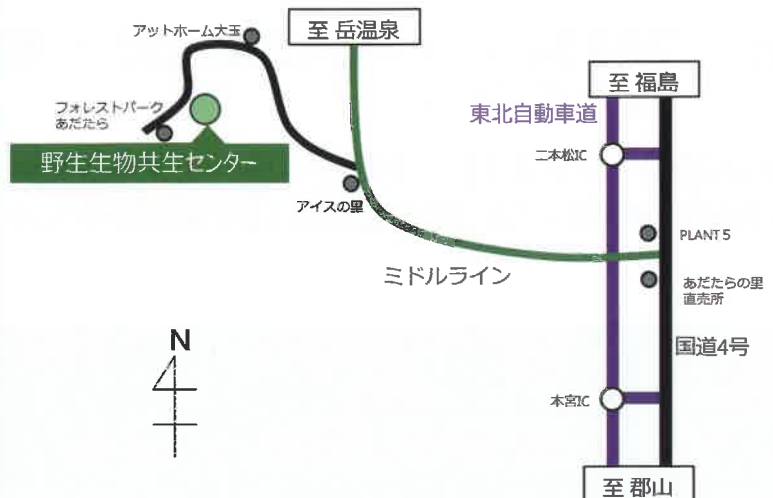 アットホーム大玉
至 岳温泉
至 福島
東北自動車道
フォレストパーク
あだたら
野生生物共生センター
二本松IC
アイスの里
PLANT 5
ミドルライン
あだたらの里
直売所
国道4号
N
本宮IC
至 郡山